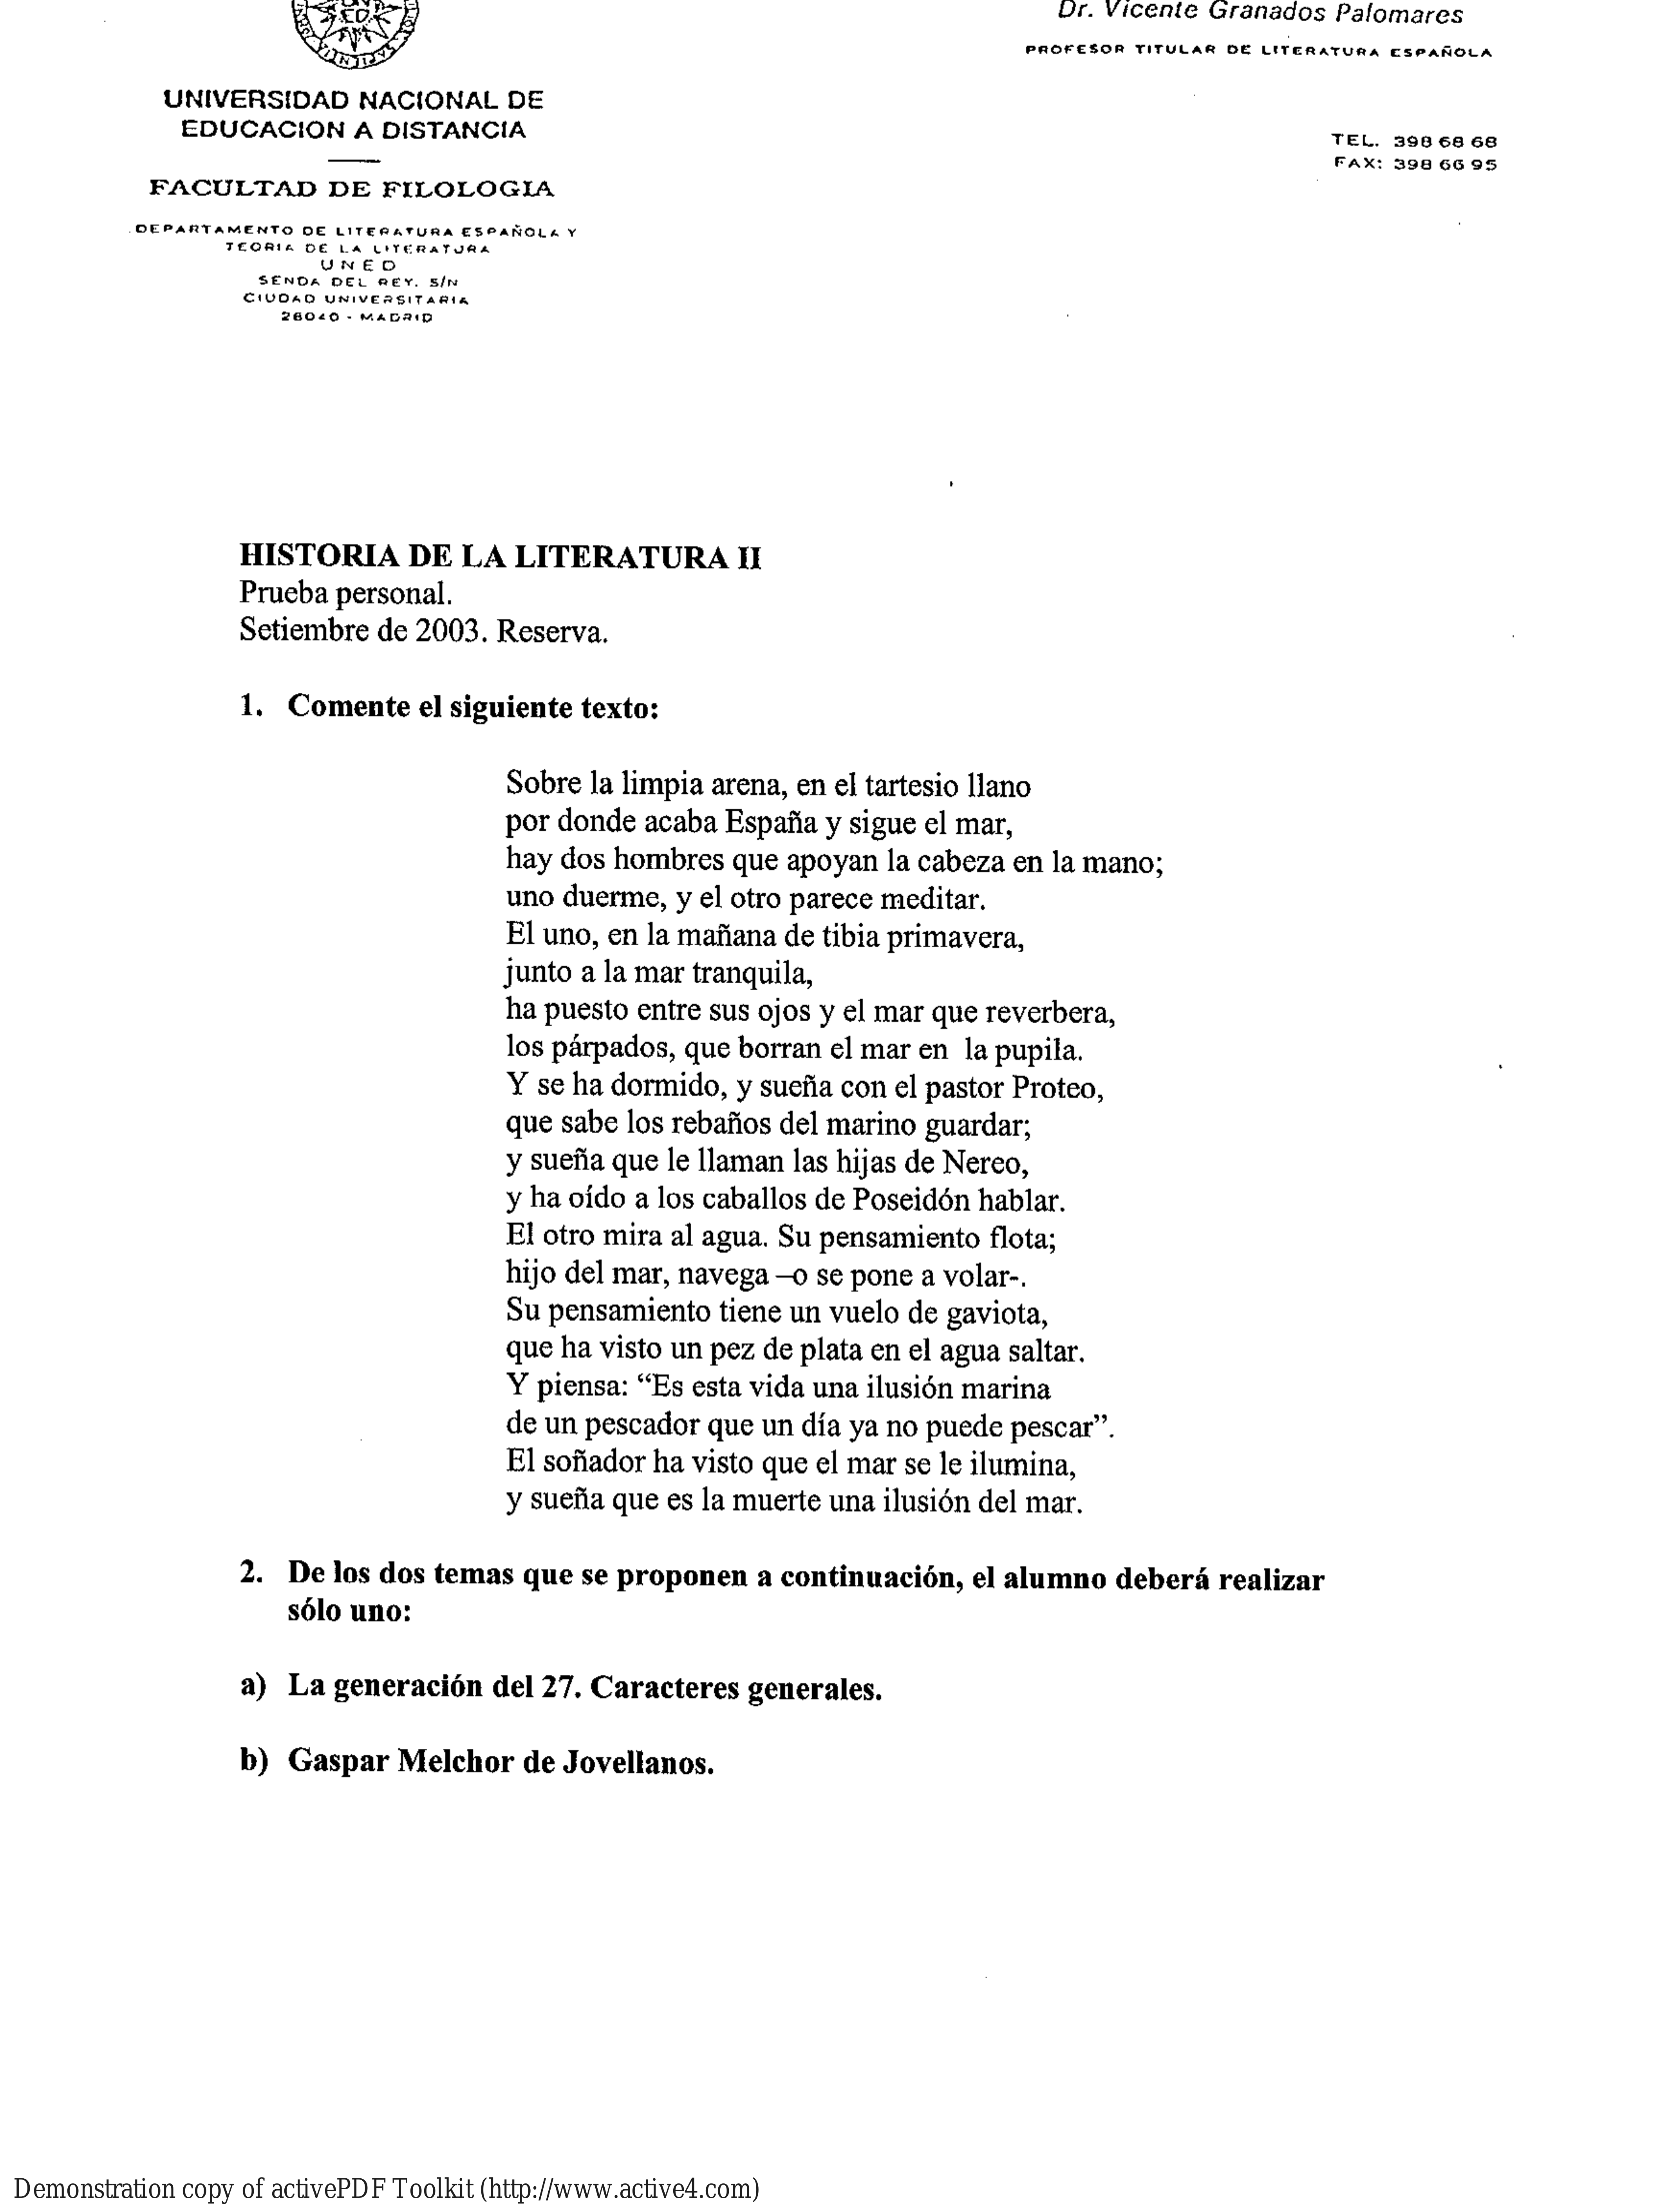 Dr. Vicente Granados Palomares
PROFESOR TITULAR DE LITERATURA ESPAÑOLA
UNIVERSIDAD NACIONAL DE
EDUCACION A DISTANCIA
TEL. 398 68 68
FAX: 398 66 95
FACULTAD DE FILOLOGIA
DEPARTAMENTO DE LITERATURA ESPAÑOLA Y
TEORIA DE LA LITERATURA
UNED
SENDA DEL REY. S/N
CIUDAD UNIVERSITARIA
28040 - MADRID
HISTORIA DE LA LITERATURA II
Prueba personal.
Setiembre de 2003. Reserva.
1. Comente el siguiente texto:
Sobre la limpia arena, en el tartesio llano
por donde acaba España y sigue el mar,
hay dos hombres que apoyan la cabeza en la mano;
uno duerme, y el otro parece meditar.
El uno, en la mañana de tibia primavera,
junto a la mar tranquila,
ha puesto entre sus ojos y el mar que reverbera,
los párpados, que borran el mar en la pupila.
Y se ha dormido, y sueña con el pastor Proteo,
que sabe los rebaños del marino guardar;
y sueña que le llaman las hijas de Nereo,
y ha oído a los caballos de Poseidón hablar.
El otro mira al agua. Su pensamiento flota;
hijo del mar, navega –o se pone a volar-.
Su pensamiento tiene un vuelo de gaviota,
que ha visto un pez de plata en el agua saltar.
Y piensa: “Es esta vida una ilusión marina
de un pescador que un día ya no puede pescar”.
El soñador ha visto que el mar se le ilumina,
y sueña que es la muerte una ilusión del mar.
2. De los dos temas que se proponen a continuación, el alumno deberá realizar
sólo uno:
a) La generación del 27. Caracteres generales.
b) Gaspar Melchor de Jovellanos.
Demonstration copy of activePDF Toolkit (http://www.active4.com)